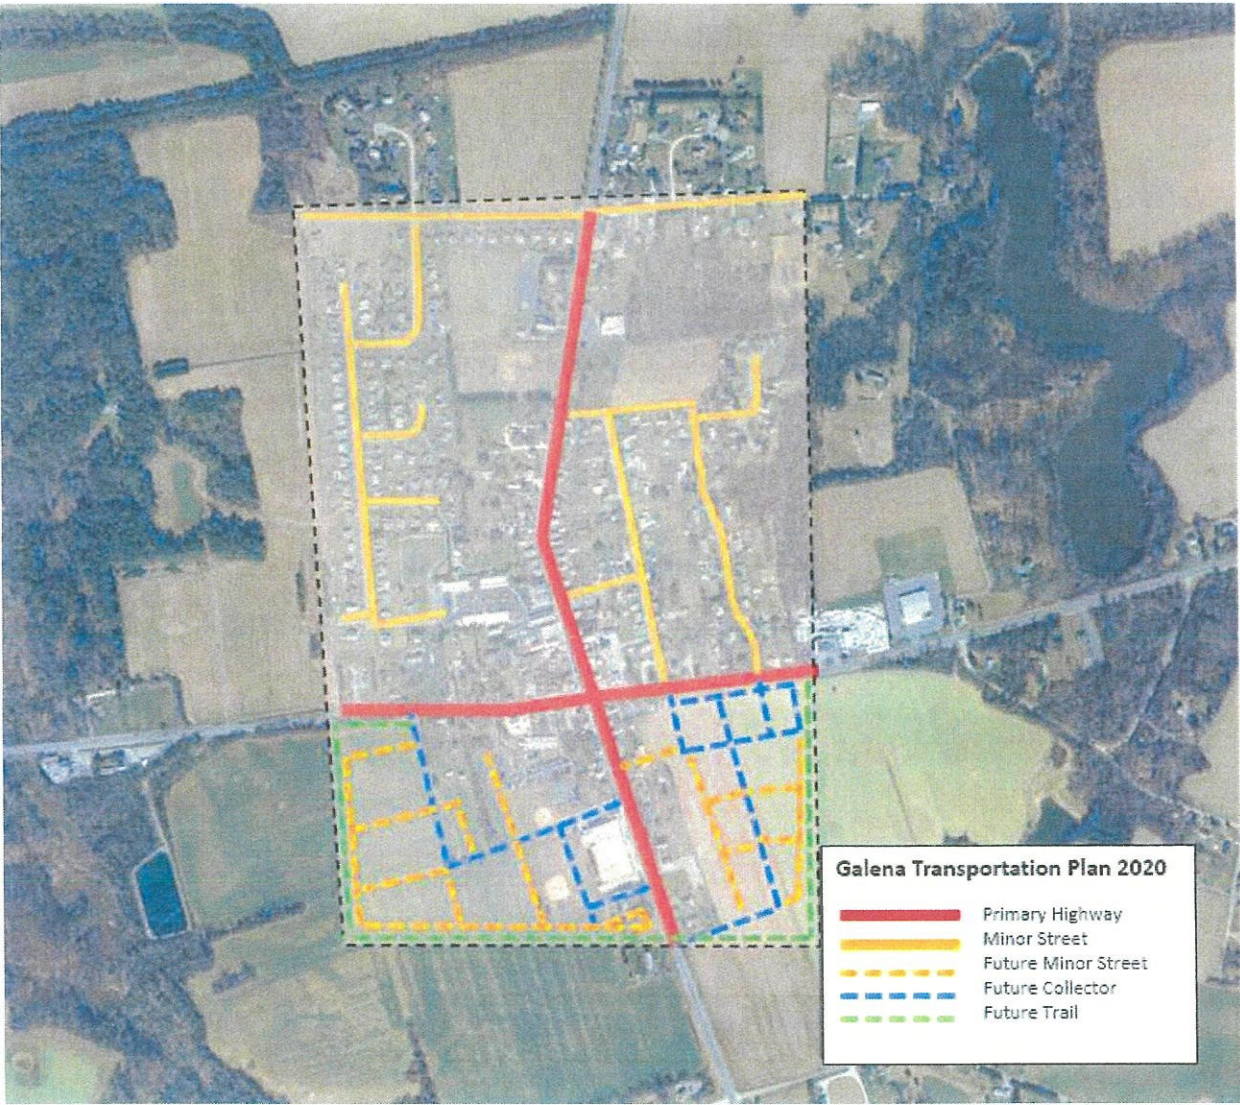 Galena Transportation Plan 2020
Primary Highway
Minor Street
Future Minor Street
Future Collector
Future Trail